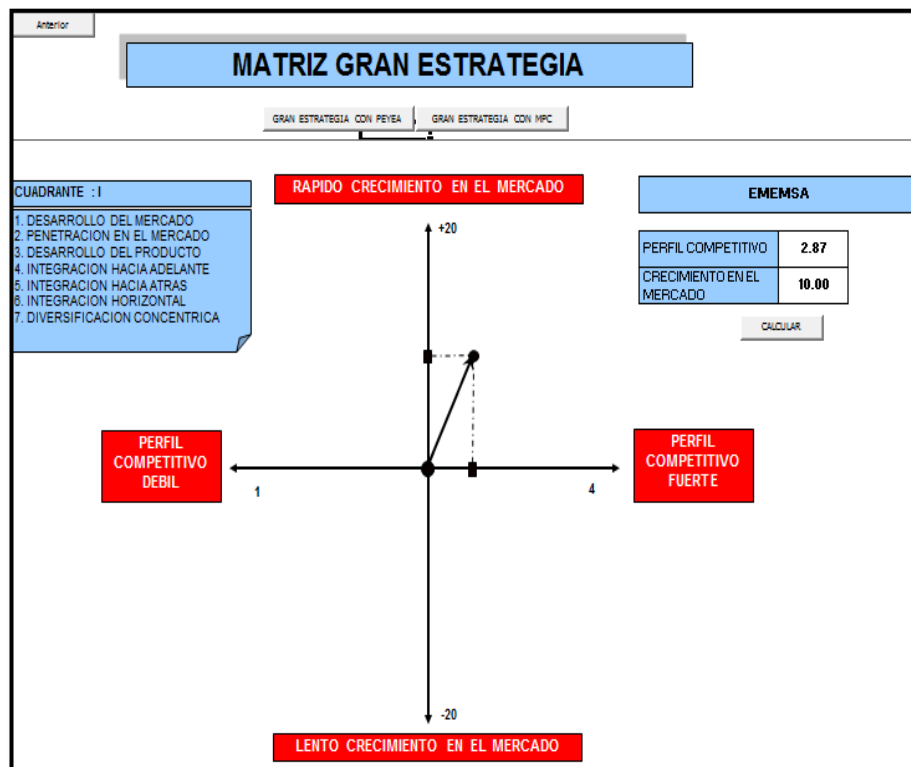 Anterior
MATRIZ GRAN ESTRATEGIA
GRAN ESTRATEGIA CON PEYEA
GRAN ESTRATEGIA CON MPC
CUADRANTE : I
1. DESARROLLO DEL MERCADO
2. PENETRACION EN EL MERCADO
3. DESARROLLO DEL PRODUCTO
4. INTEGRACION HACIA ADELANTE
5. INTEGRACION HACIA ATRAS
6. INTEGRACION HORIZONTAL
7. DIVERSIFICACION CONCENTRICA
RAPIDO CRECIMIENTO EN EL MERCADO
+20
EMEMSA
PERFIL COMPETITIVO 2.87
CRECIMIENTO EN EL
MERCADO 10.00
CALCULAR
PERFIL
COMPETITIVO
DEBIL
1
4
PERFIL
COMPETITIVO
FUERTE
-20
LENTO CRECIMIENTO EN EL MERCADO